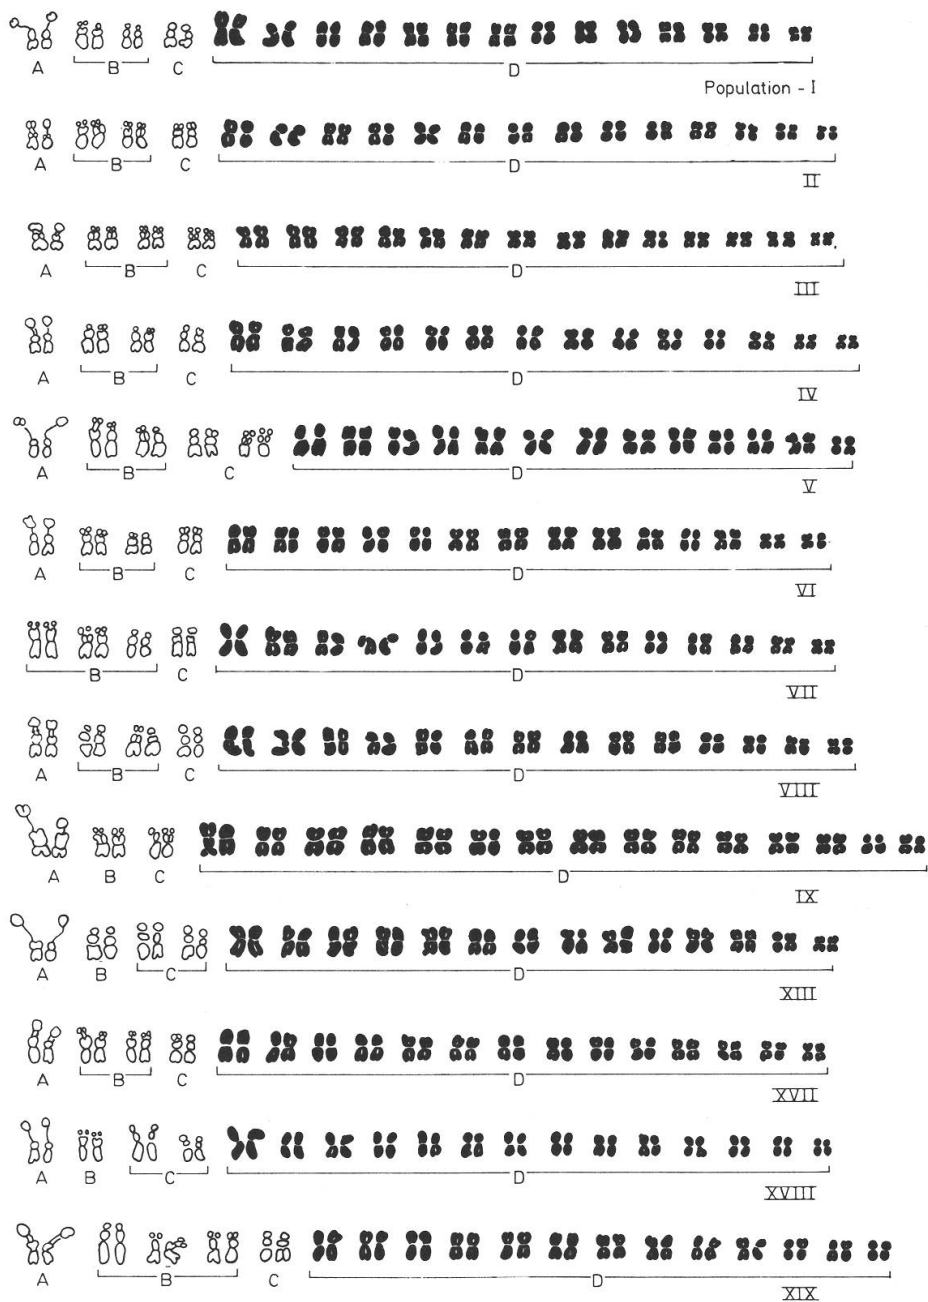 A B C D
Population - I
A B C D
II
A B C D
III
A B C D
IV
A B C D
V
A B C D
VI
B C D
VII
A B C D
VIII
A B C D
IX
A B C D
XIII
A B C D
XVII
A B C D
XVIII
A B C D
XIX